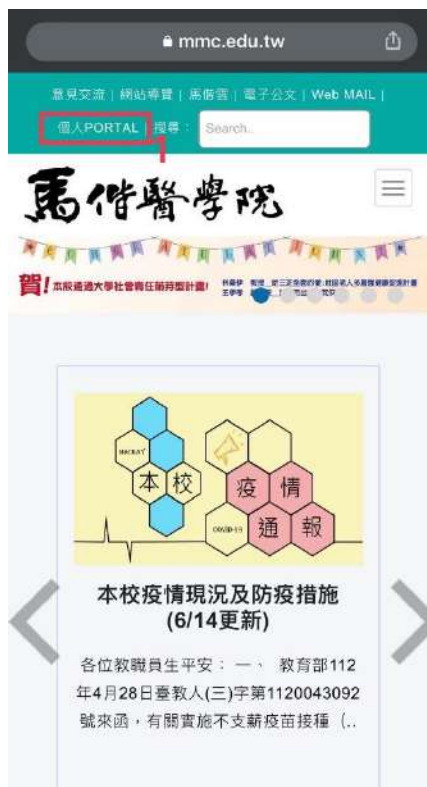 mmc.edu.tw
意見交流 | 網站導覽 | 馬偕雲 | 電子公文 | Web MAIL |
個人PORTAL | 搜尋：
Search..
1
馬偕醫學院
賀！本校通過大學社會責任萌芽型計畫!
MACKAY
本校
疫情
COVID-19
通報
本校疫情現況及防疫措施
(6/14更新)
各位教職員生平安： 一、 教育部112
年4月28日臺教人(三)字第1120043092
號來函，有關實施不支薪疫苗接種（..